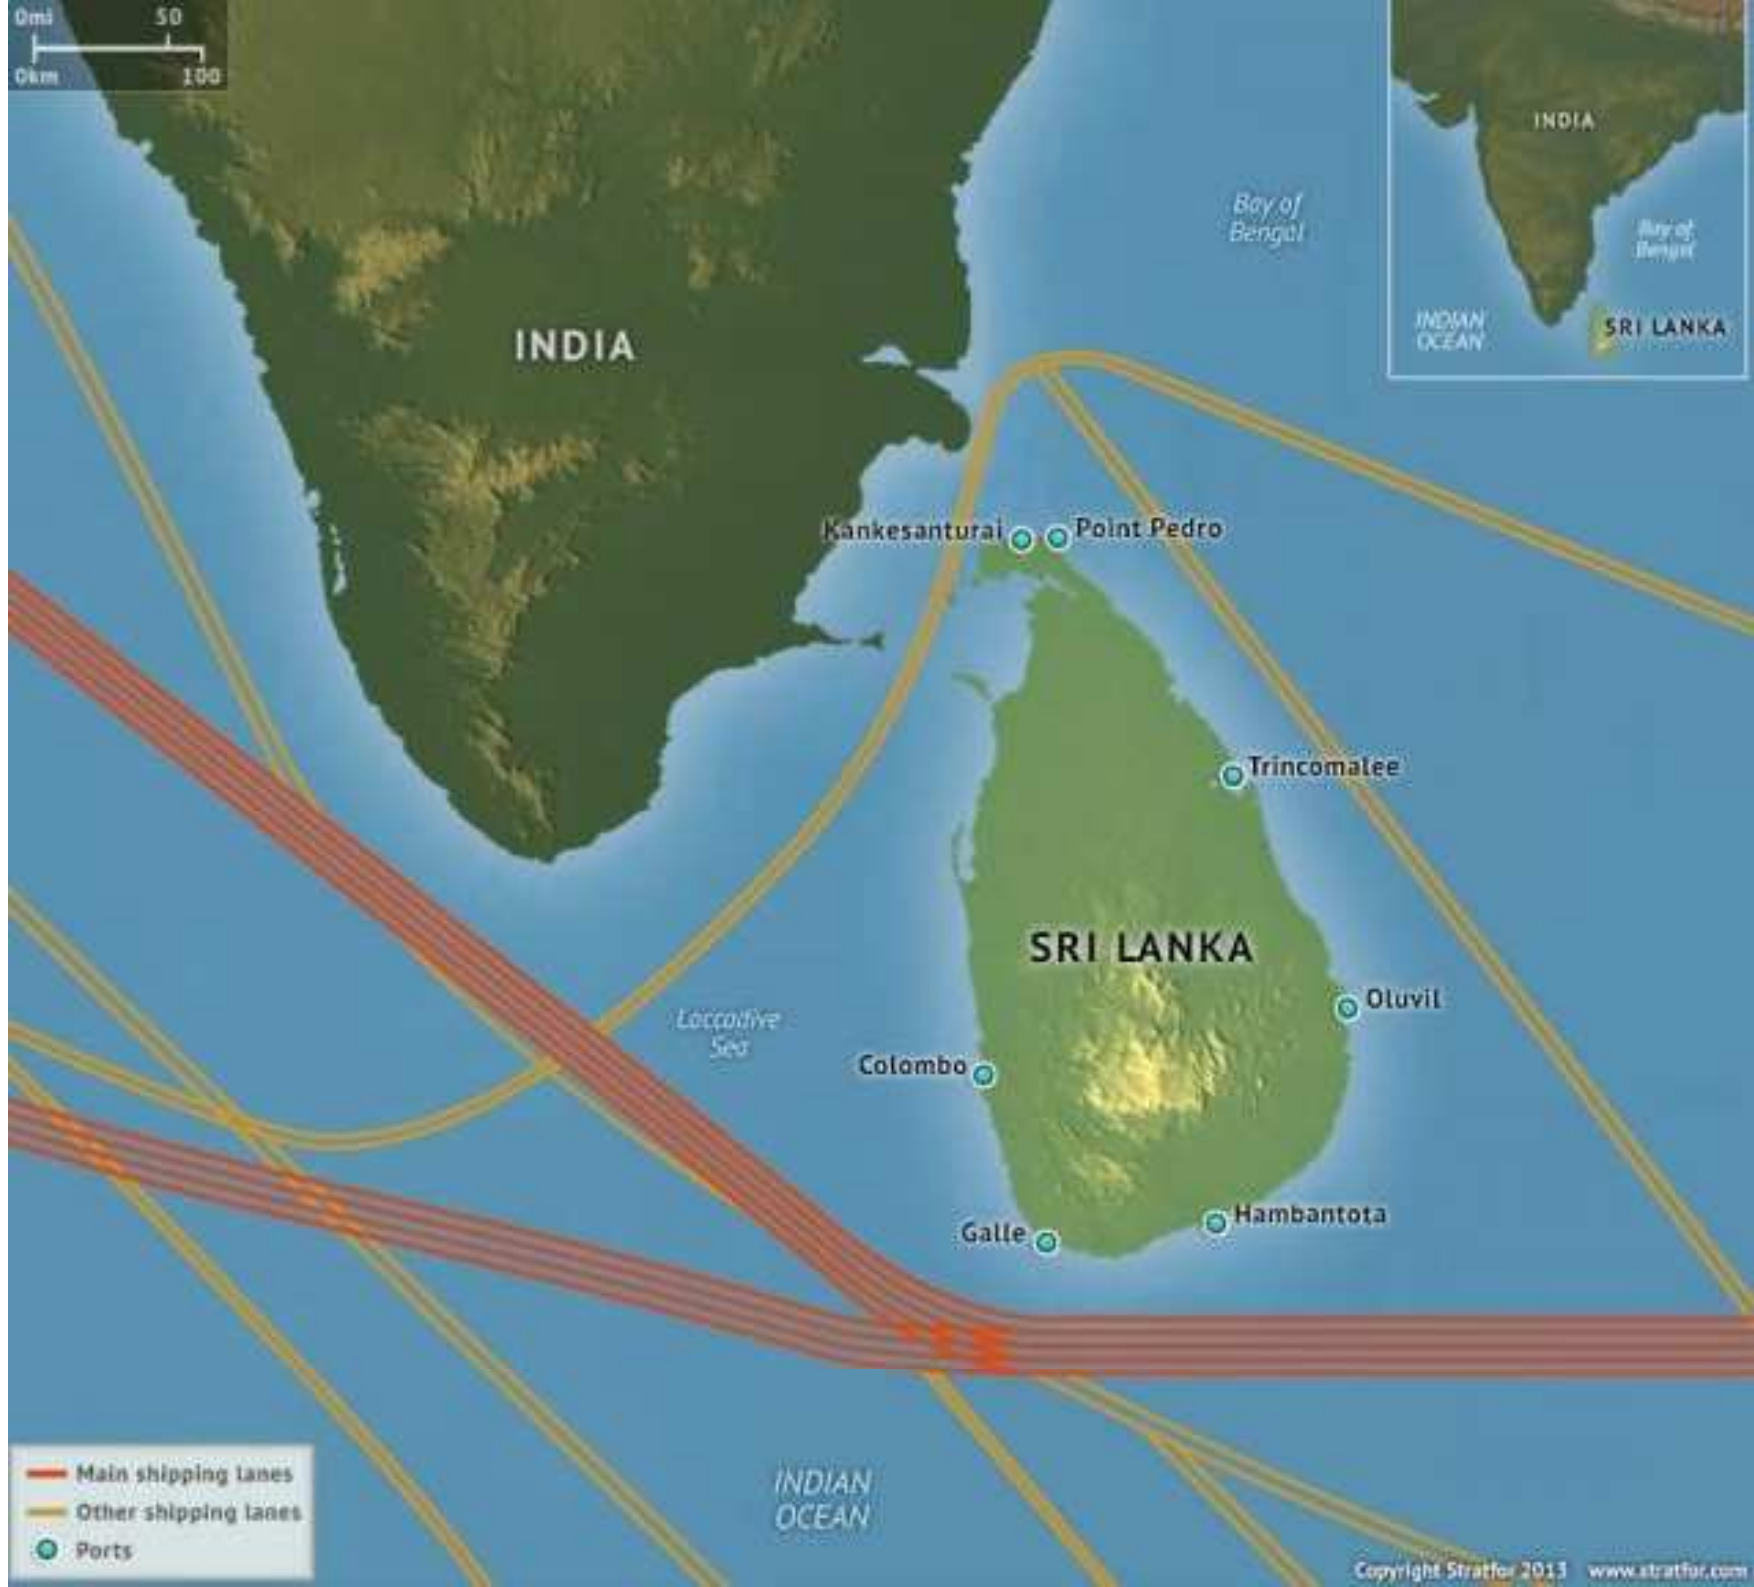 0mi 50
0km 100
INDIA
Bay of
Bengal
INDIAN
OCEAN
SRI LANKA
Bay of
Bengal
INDIA
Kankesanturai
Point Pedro
Trincomalee
SRI LANKA
Oluvil
Laccadive
Sea
Colombo
Galle
Hambantota
INDIAN
OCEAN
Main shipping lanes
Other shipping lanes
Ports
Copyright Stratfor 2013 www.stratfor.com